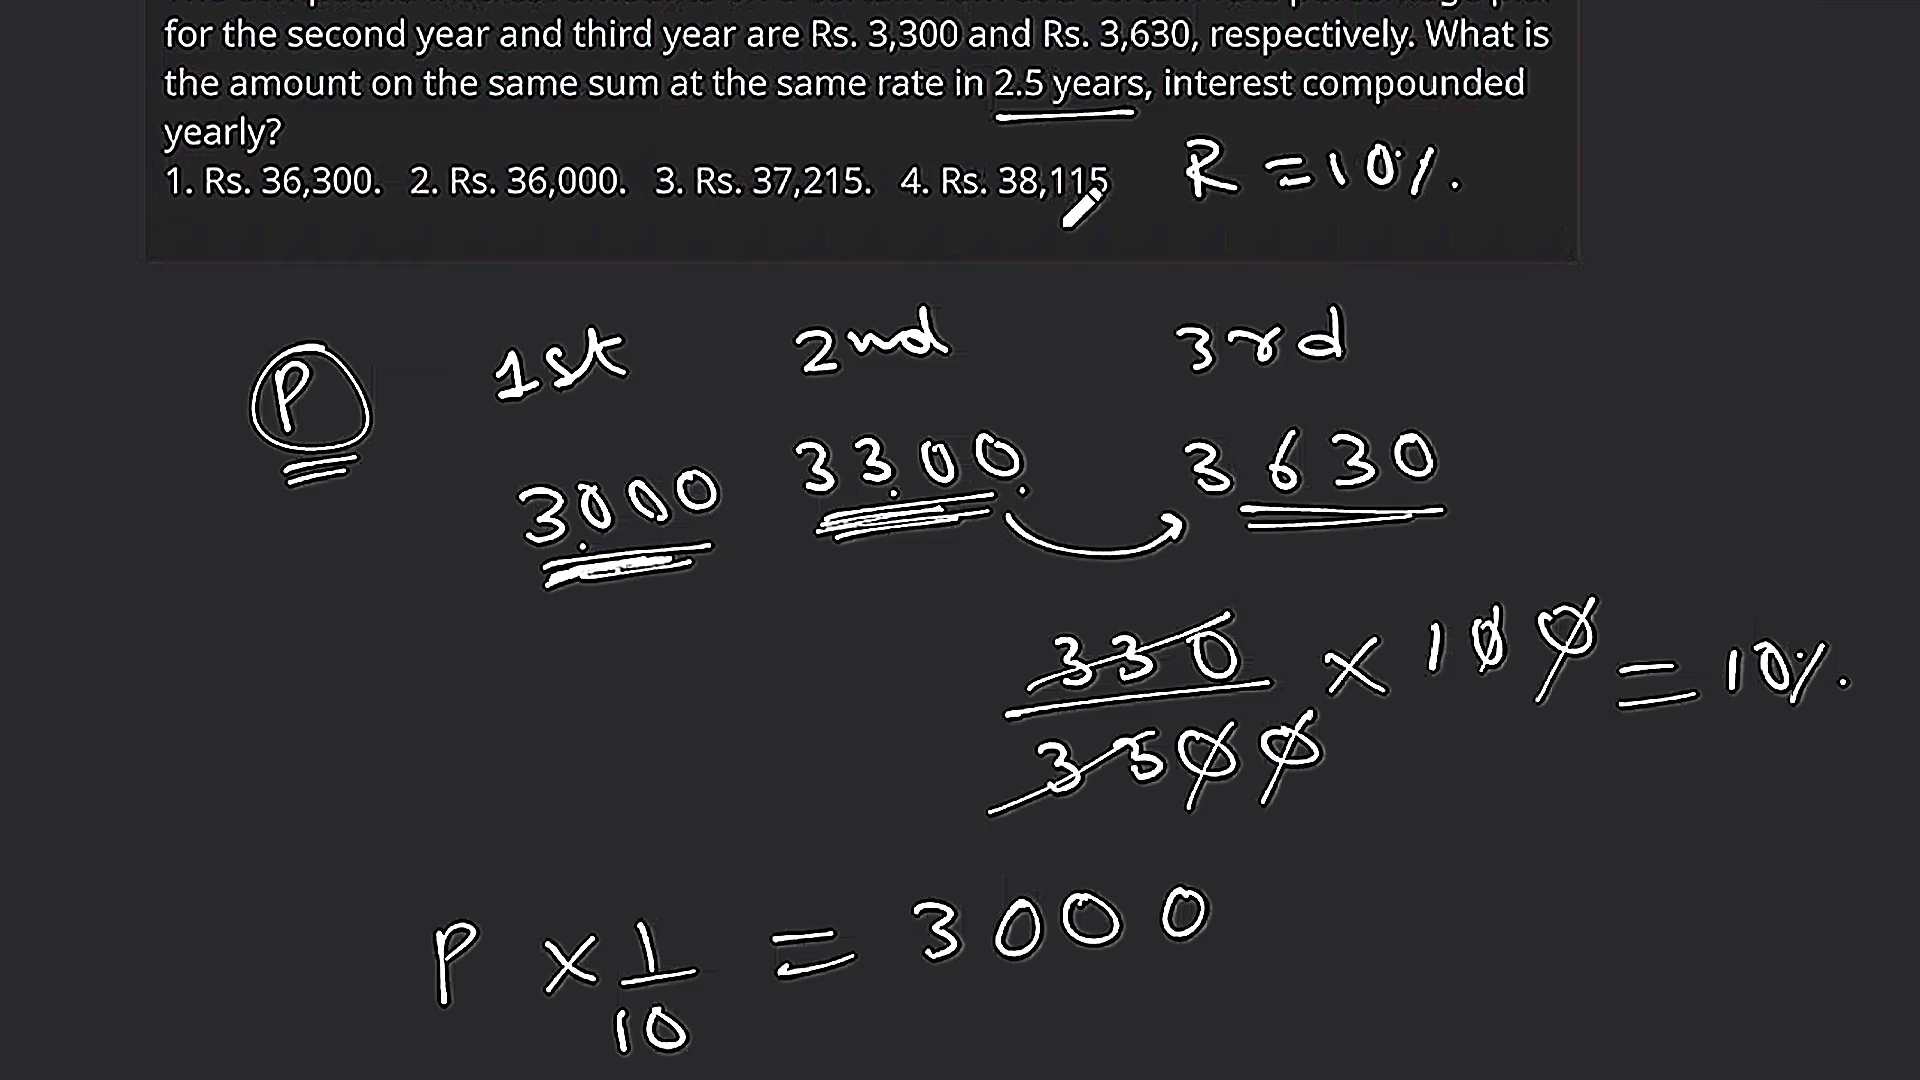 for the second year and third year are Rs. 3,300 and Rs. 3,630, respectively. What is
the amount on the same sum at the same rate in 2.5 years, interest compounded
yearly?
1. Rs. 36,300. 2. Rs. 36,000. 3. Rs. 37,215. 4. Rs. 38,115
R = 10%.
P 1st 2nd 3rd
3000 3300 3630
330
3300 × 100 = 10%.
P × 1/10 = 3000